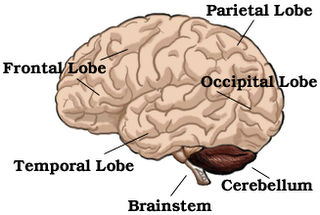 Parietal Lobe
Frontal Lobe
Occipital Lobe
Temporal Lobe
Cerebellum
Brainstem